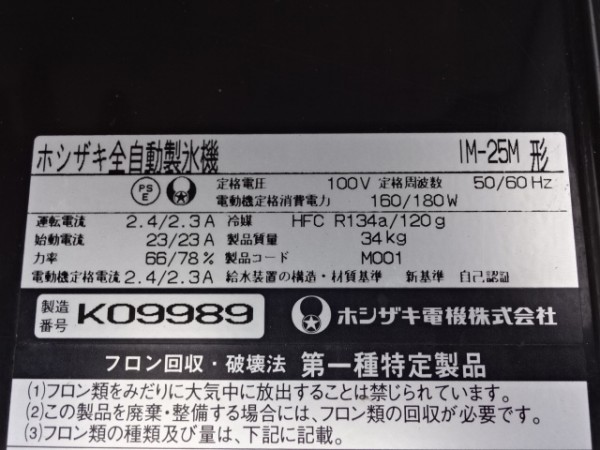 ホシザキ全自動製氷機 IM-25M 形
PS E 定格電圧 100V 定格周波数 50/60Hz
電動機定格消費電力 160/180W
運転電流 2.4/2.3A 冷媒 HFC R134a/120g
始動電流 23/23A 製品質量 34kg
力率 66/78% 製品コード M001
電動機定格電流 2.4/2.3A 給水装置の構造・材質基準 新基準 自己認証
製造番号 K09989 ホシザキ電機株式会社
フロン回収・破壊法 第一種特定製品
(1)フロン類をみだりに大気中に放出することは禁じられています。
(2)この製品を廃棄・整備する場合には、フロン類の回収が必要です。
(3)フロン類の種類及び量は、下記に記載。